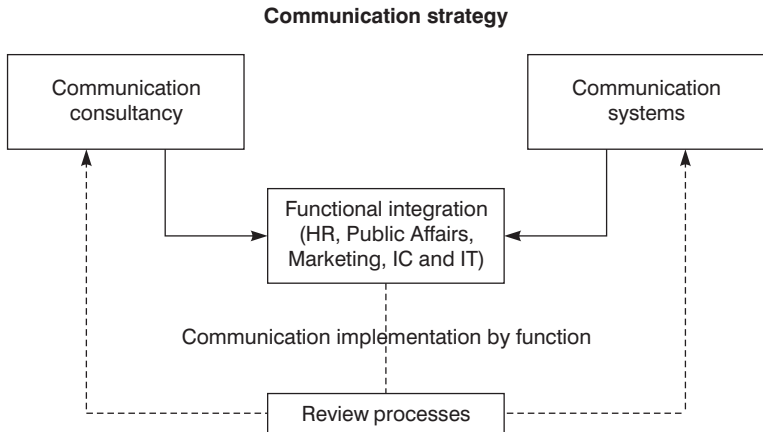 Communication strategy
Communication
consultancy
Communication
systems
Functional integration
(HR, Public Affairs,
Marketing, IC and IT)
Communication implementation by function
Review processes